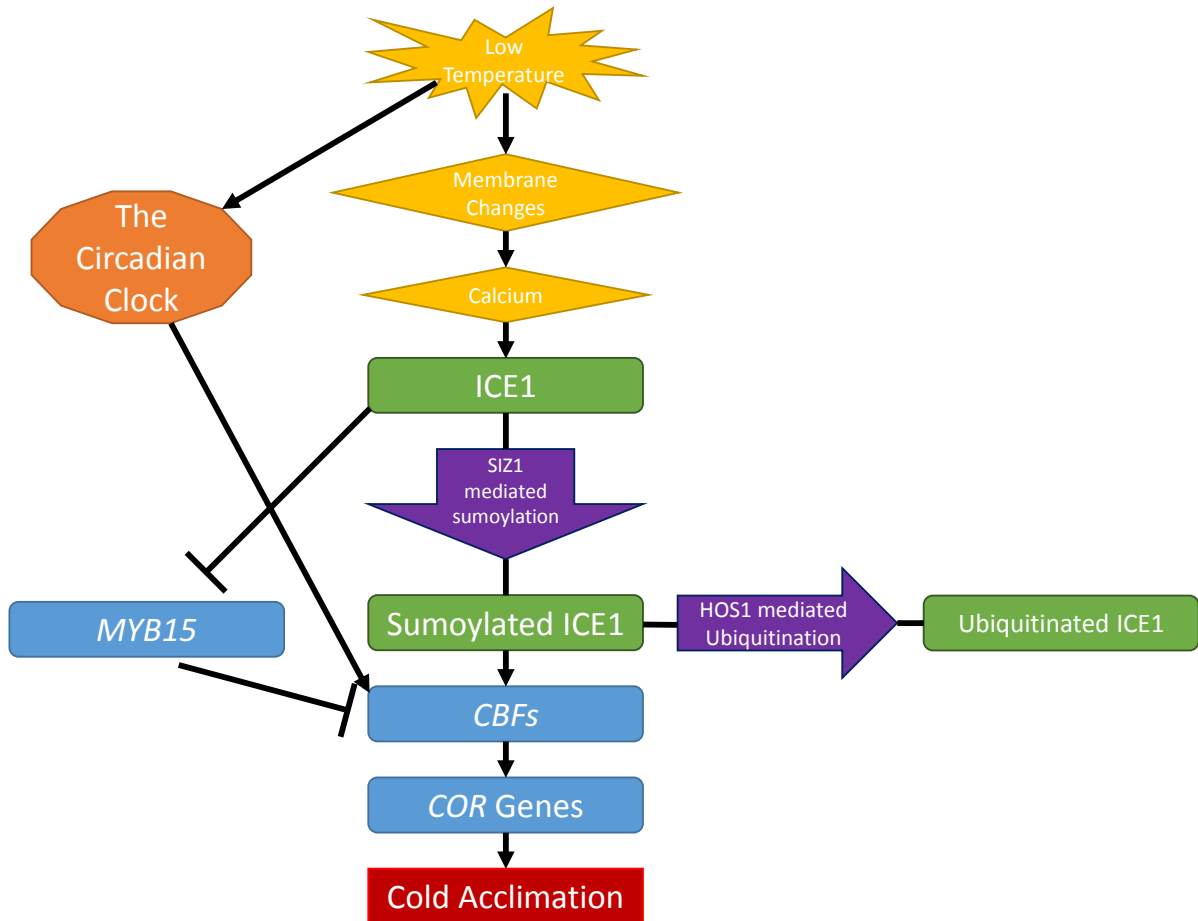 Low
Temperature
Membrane
Changes
The
Circadian
Clock
Calcium
ICE1
SIZ1
mediated
sumoylation
MYB15
Sumoylated ICE1
HOS1 mediated
Ubiquitination
Ubiquitinated ICE1
CBFs
COR Genes
Cold Acclimation